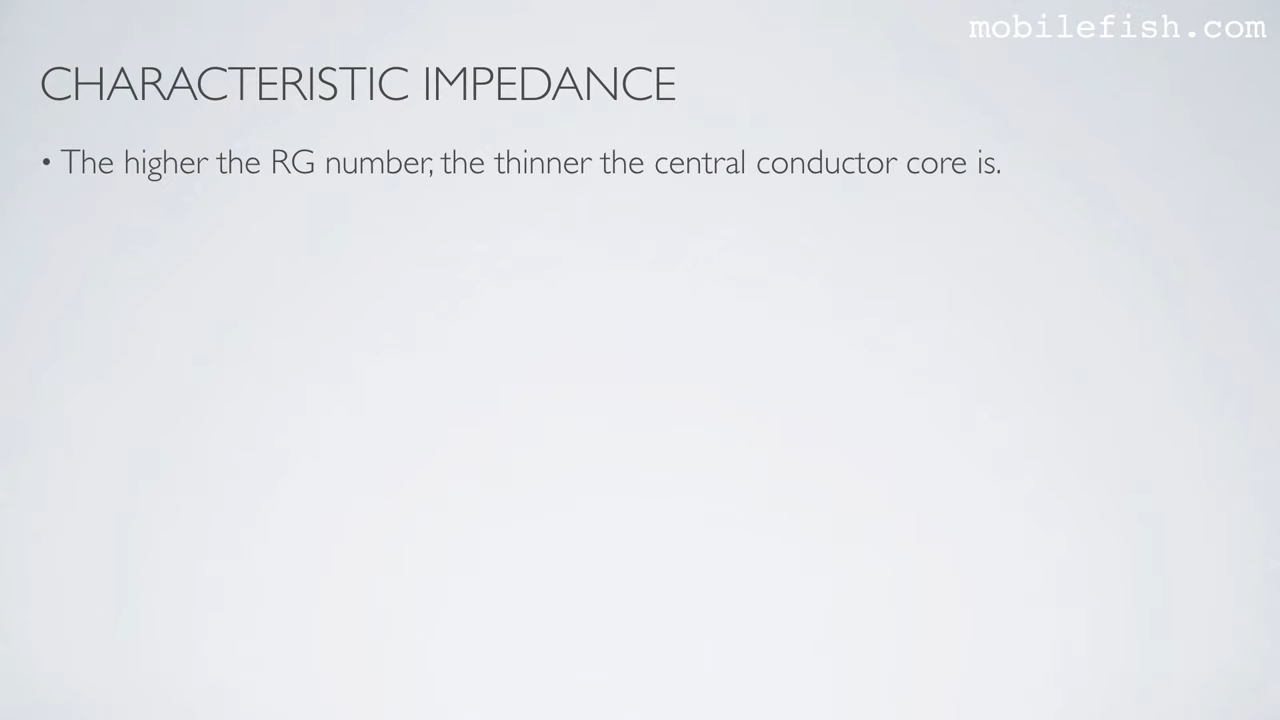 mobilefish.com
CHARACTERISTIC IMPEDANCE
• The higher the RG number, the thinner the central conductor core is.